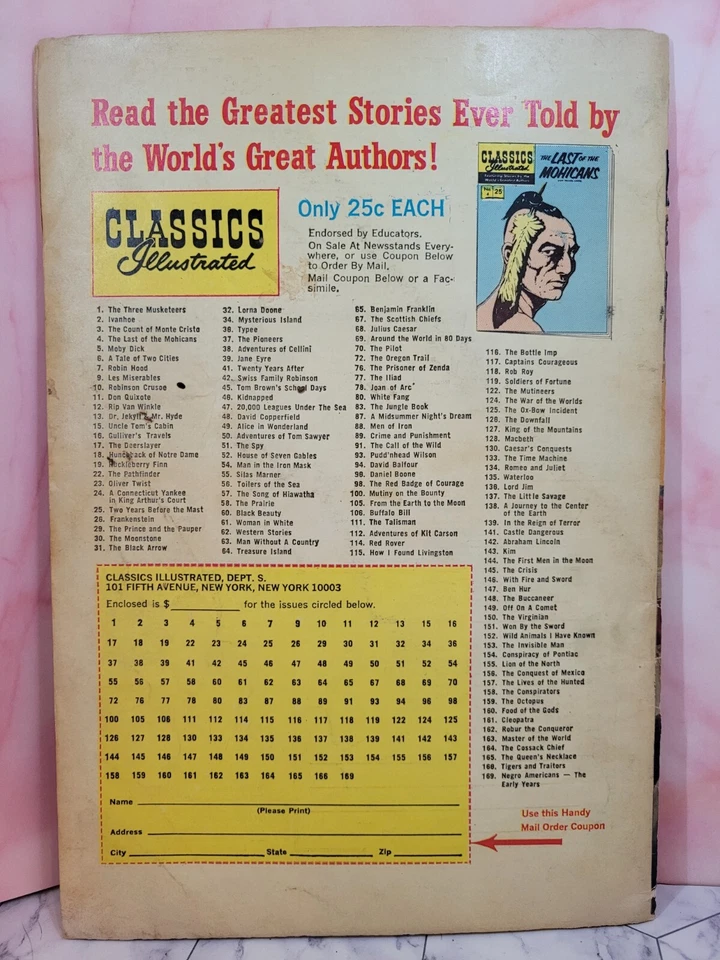 Read the Greatest Stories Ever Told by
the World's Great Authors!
CLASSICS
Illustrated
Only 25c EACH
Endorsed by Educators.
On Sale At Newsstands Every-
where, or use Coupon Below
to Order By Mail.
Mail Coupon Below or a Fac-
simile.
CLASSICS
Illustrated
THE LAST OF THE
MOHICANS
25
1. The Three Musketeers
2. Ivanhoe
3. The Count of Monte Cristo
4. The Last of the Mohicans
5. Moby Dick
6. A Tale of Two Cities
7. Robin Hood
9. Les Miserables
10. Robinson Crusoe
11. Don Quixote
12. Rip Van Winkle
13. Dr. Jekyll Mr. Hyde
15. Uncle Tom's Cabin
16. Gulliver's Travels
17. The Deerslayer
18. Hunchback of Notre Dame
19. Huckleberry Finn
22. The Pathfinder
23. Oliver Twist
24. A Connecticut Yankee
in King Arthur's Court
25. Two Years Before the Mast
26. Frankenstein
29. The Prince and the Pauper
30. The Moonstone
31. The Black Arrow
32. Lorna Doone
34. Mysterious Island
36. Typee
37. The Pioneers
38. Adventures of Cellini
39. Jane Eyre
41. Twenty Years After
42. Swiss Family Robinson
45. Tom Brown's School Days
46. Kidnapped
47. 20,000 Leagues Under The Sea
48. David Copperfield
49. Alice in Wonderland
50. Adventures of Tom Sawyer
51. The Spy
52. House of Seven Gables
54. Man in the Iron Mask
55. Silas Marner
56. Toilers of the Sea
57. The Song of Hiawatha
58. The Prairie
60. Black Beauty
61. Woman in White
62. Western Stories
63. Man Without A Country
64. Treasure Island
65. Benjamin Franklin
67. The Scottish Chiefs
68. Julius Caesar
69. Around the World in 80 Days
70. The Pilot
72. The Oregon Trail
76. The Prisoner of Zenda
77. The Iliad
78. Joan of Arc
80. White Fang
83. The Jungle Book
87. A Midsummer Night's Dream
88. Men of Iron
89. Crime and Punishment
91. The Call of the Wild
93. Pudd'nhead Wilson
94. David Balfour
96. Daniel Boone
98. The Red Badge of Courage
100. Mutiny on the Bounty
105. From the Earth to the Moon
106. Buffalo Bill
111. The Talisman
112. Adventures of Kit Carson
114. Red Rover
115. How I Found Livingston
116. The Bottle Imp
117. Captains Courageous
118. Rob Roy
119. Soldiers of Fortune
122. The Mutineers
124. The War of the Worlds
125. The Ox-Bow Incident
126. The Downfall
127. King of the Mountains
128. Macbeth
130. Caesar's Conquests
133. The Time Machine
134. Romeo and Juliet
135. Waterloo
136. Lord Jim
137. The Little Savage
138. A Journey to the Center
of the Earth
139. In the Reign of Terror
141. Castle Dangerous
142. Abraham Lincoln
143. Kim
144. The First Men in the Moon
145. The Crisis
146. With Fire and Sword
147. Ben Hur
148. The Buccaneer
149. Off On A Comet
150. The Virginian
151. Won By the Sword
152. Wild Animals I Have Known
153. The Invisible Man
154. Conspiracy of Pontiac
155. Lion of the North
156. The Conquest of Mexico
157. The Lives of the Hunted
158. The Conspirators
159. The Octopus
160. Food of the Gods
161. Cleopatra
162. Robur the Conqueror
163. Master of the World
164. The Cossack Chief
165. The Queen's Necklace
166. Tigers and Traitors
169. Negro Americans — The
Early Years
CLASSICS ILLUSTRATED, DEPT. S.
101 FIFTH AVENUE, NEW YORK, NEW YORK 10003
Enclosed is $ for the issues circled below.
1 2 3 4 5 6 7 9 10 11 12 13 15 16
17 18 19 22 23 24 25 26 29 30 31 32 34 36
37 38 39 41 42 45 46 47 48 49 50 51 52 54
55 56 57 58 60 61 62 63 64 65 67 68 69 70
72 76 77 78 80 83 87 88 89 91 93 94 96 98
100 105 106 111 112 114 115 116 117 118 119 122 124 125
126 127 128 130 133 134 135 136 137 138 139 141 142 143
144 145 146 147 148 149 150 151 152 153 154 155 156 157
158 159 160 161 162 163 164 165 166 169
Name
(Please Print)
Address
City State Zip
Use this Handy
Mail Order Coupon